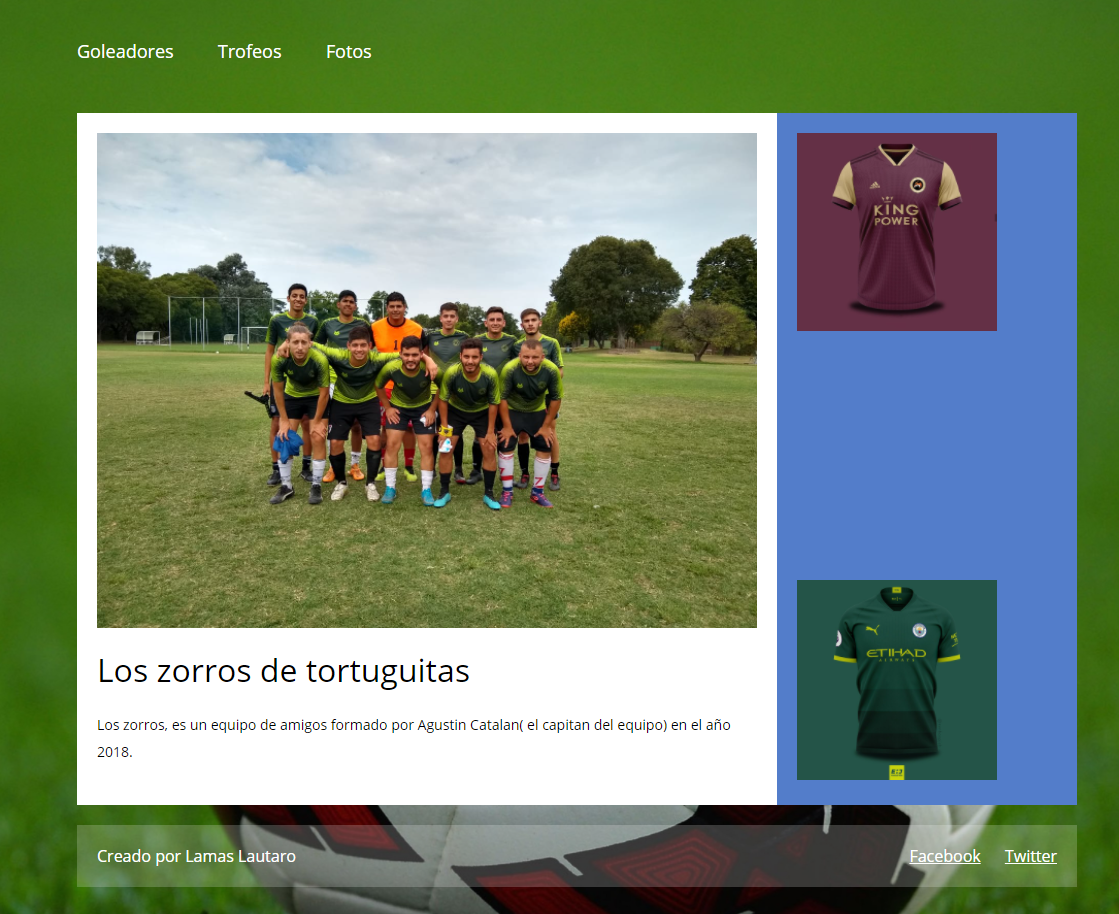 Goleadores Trofeos Fotos
KING
POWER
1
Los zorros de tortuguitas
Los zorros, es un equipo de amigos formado por Agustin Catalan( el capitan del equipo) en el año
2018.
ETIHAD
AIRWAYS
Creado por Lamas Lautaro
Facebook Twitter